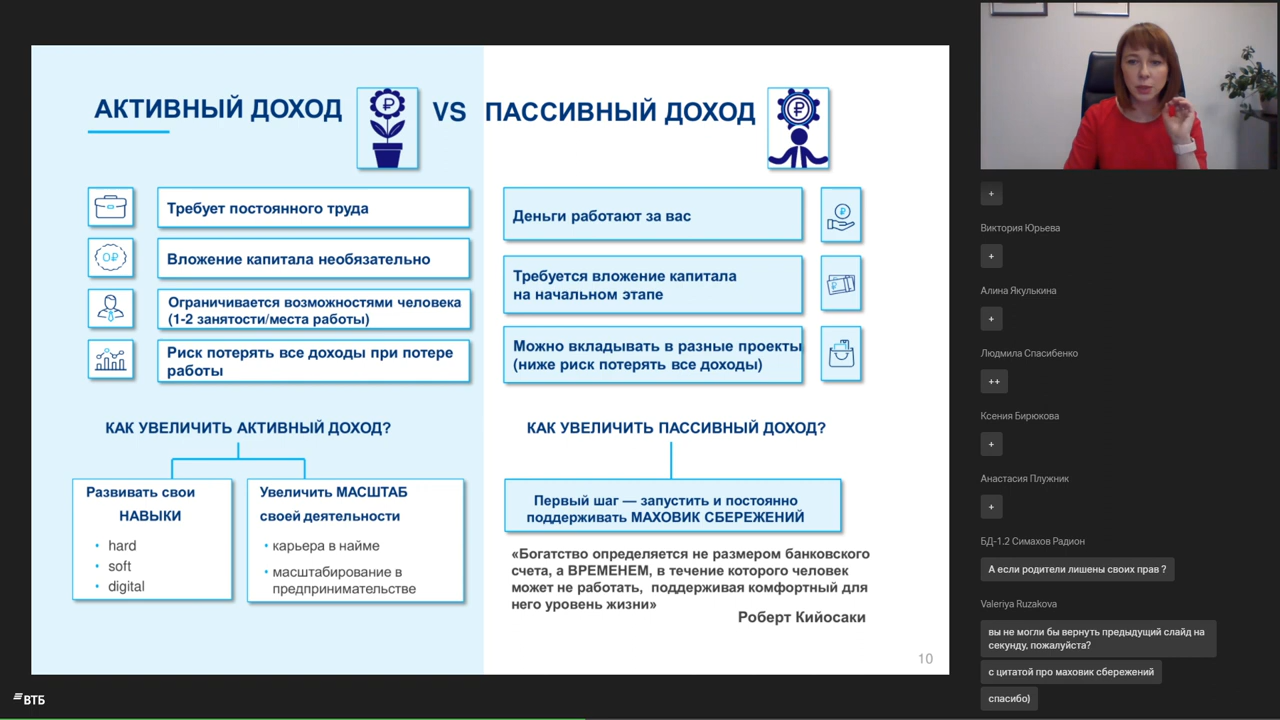 АКТИВНЫЙ ДОХОД
VS
ПАССИВНЫЙ ДОХОД
Требует постоянного труда
0₽
Вложение капитала необязательно
Ограничивается возможностями человека
(1-2 занятости/места работы)
Риск потерять все доходы при потере
работы
Деньги работают за вас
Требуется вложение капитала
на начальном этапе
Можно вкладывать в разные проекты
(ниже риск потерять все доходы)
КАК УВЕЛИЧИТЬ АКТИВНЫЙ ДОХОД?
Развивать свои
НАВЫКИ
• hard
• soft
• digital
Увеличить МАСШТАБ
своей деятельности
• карьера в найме
• масштабирование в
предпринимательстве
КАК УВЕЛИЧИТЬ ПАССИВНЫЙ ДОХОД?
Первый шаг — запустить и постоянно
поддерживать МАХОВИК СБЕРЕЖЕНИЙ
«Богатство определяется не размером банковского
счета, а ВРЕМЕНЕМ, в течение которого человек
может не работать, поддерживая комфортный для
него уровень жизни»
Роберт Кийосаки
10
ВТБ
+
Виктория Юрьева
+
Алина Якулькина
+
Людмила Спасибенко
++
Ксения Бирюкова
+
Анастасия Плужник
+
БД-1.2 Симахов Радион
А если родители лишены своих прав ?
Valeriya Ruzakova
вы не могли бы вернуть предыдущий слайд на
секунду, пожалуйста?
с цитатой про маховик сбережений
спасибо)